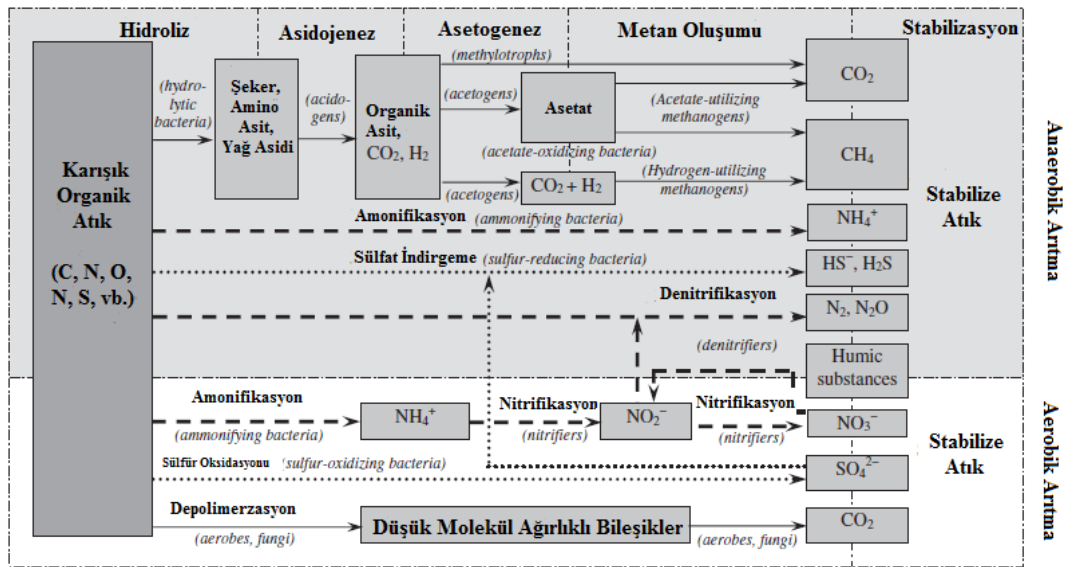 Hidroliz
Asidojenez
Asetogenez
Metan Oluşumu
Stabilizasyon
(methylotrophs)
CO2
(hydro-
lytic
bacteria)
Şeker,
Amino
Asit,
Yağ Asidi
(acido-
gens)
Organik
Asit,
CO2, H2
(acetogens)
Asetat
(Acetate-utilizing
methanogens)
(acetate-oxidizing bacteria)
CH4
(acetogens)
CO2 + H2
(Hydrogen-utilizing
methanogens)
Karışık
Organik
Atık
(C, N, O,
N, S, vb.)
Amonifikasyon (ammonifying bacteria)
NH4+
Stabilize
Atık
Anaerobik Arıtma
Sülfat İndirgeme (sulfur-reducing bacteria)
HS−, H2S
Denitrifikasyon
N2, N2O
(denitrifiers)
Humic
substances
Amonifikasyon
(ammonifying bacteria)
NH4+
Nitrifikasyon
(nitrifiers)
NO2−
Nitrifikasyon
(nitrifiers)
NO3−
Stabilize
Atık
Aerobik Arıtma
Sülfür Oksidasyonu (sulfur-oxidizing bacteria)
SO42−
Depolimerzasyon
(aerobes, fungi)
Düşük Molekül Ağırlıklı Bileşikler
(aerobes, fungi)
CO2